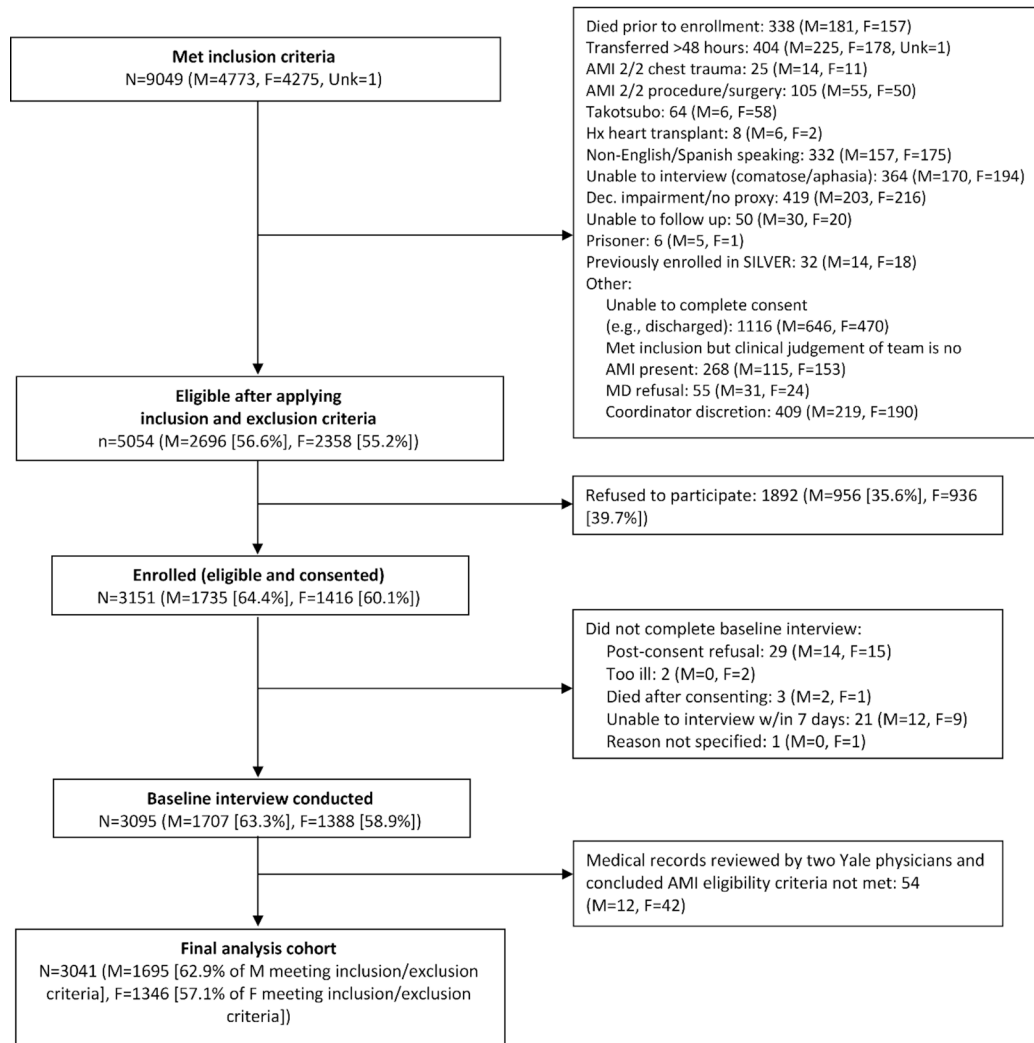 Met inclusion criteria
N=9049 (M=4773, F=4275, Unk=1)
Died prior to enrollment: 338 (M=181, F=157)
Transferred >48 hours: 404 (M=225, F=178, Unk=1)
AMI 2/2 chest trauma: 25 (M=14, F=11)
AMI 2/2 procedure/surgery: 105 (M=55, F=50)
Takotsubo: 64 (M=6, F=58)
Hx heart transplant: 8 (M=6, F=2)
Non-English/Spanish speaking: 332 (M=157, F=175)
Unable to interview (comatose/aphasia): 364 (M=170, F=194)
Dec. impairment/no proxy: 419 (M=203, F=216)
Unable to follow up: 50 (M=30, F=20)
Prisoner: 6 (M=5, F=1)
Previously enrolled in SILVER: 32 (M=14, F=18)
Other:
Unable to complete consent
(e.g., discharged): 1116 (M=646, F=470)
Met inclusion but clinical judgement of team is no
AMI present: 268 (M=115, F=153)
MD refusal: 55 (M=31, F=24)
Coordinator discretion: 409 (M=219, F=190)
Eligible after applying
inclusion and exclusion criteria
n=5054 (M=2696 [56.6%], F=2358 [55.2%])
Refused to participate: 1892 (M=956 [35.6%], F=936
[39.7%])
Enrolled (eligible and consented)
N=3151 (M=1735 [64.4%], F=1416 [60.1%])
Did not complete baseline interview:
Post-consent refusal: 29 (M=14, F=15)
Too ill: 2 (M=0, F=2)
Died after consenting: 3 (M=2, F=1)
Unable to interview w/in 7 days: 21 (M=12, F=9)
Reason not specified: 1 (M=0, F=1)
Baseline interview conducted
N=3095 (M=1707 [63.3%], F=1388 [58.9%])
Medical records reviewed by two Yale physicians and
concluded AMI eligibility criteria not met: 54
(M=12, F=42)
Final analysis cohort
N=3041 (M=1695 [62.9% of M meeting inclusion/exclusion
criteria], F=1346 [57.1% of F meeting inclusion/exclusion
criteria])